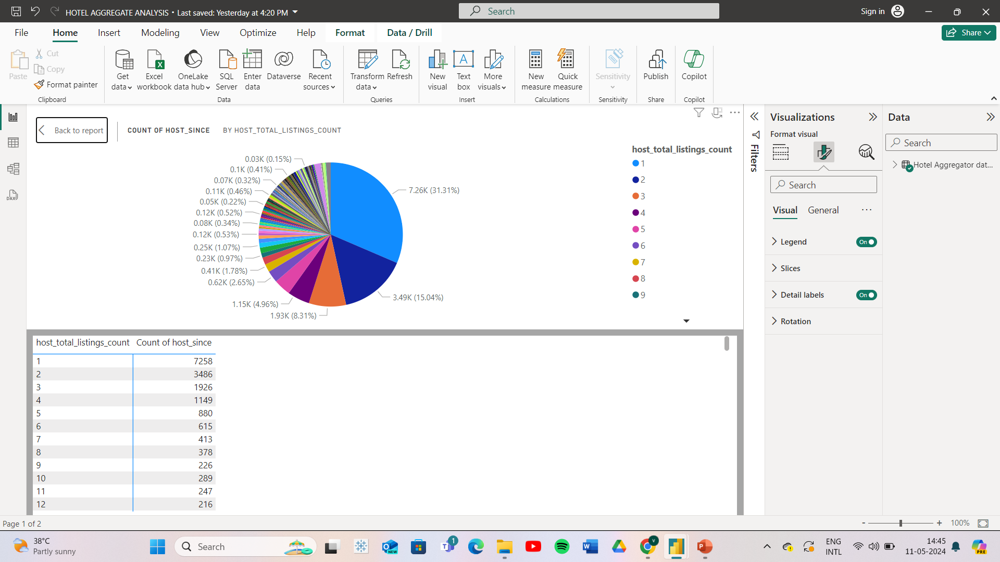 HOTEL AGGREGATE ANALYSIS • Last saved: Yesterday at 4:20 PM
Search
Sign in
File Home Insert Modeling View Optimize Help Format Data / Drill
Share
Paste
Cut
Copy
Format painter
Clipboard
Get data
Excel workbook
OneLake data hub
SQL Server
Enter data
Dataverse
Recent sources
Data
Transform data
Refresh
Queries
New visual
Text box
More visuals
Insert
New measure
Quick measure
Calculations
Sensitivity
Sensitivity
Publish
Share
Copilot
Copilot
Back to report
COUNT OF HOST_SINCE BY HOST_TOTAL_LISTINGS_COUNT
0.03K (0.15%)
0.1K (0.41%)
0.07K (0.32%)
0.11K (0.46%)
0.05K (0.22%)
0.12K (0.52%)
0.08K (0.34%)
0.12K (0.53%)
0.25K (1.07%)
0.23K (0.97%)
0.41K (1.78%)
0.62K (2.65%)
1.15K (4.96%)
1.93K (8.31%)
3.49K (15.04%)
7.26K (31.31%)
host_total_listings_count
1
2
3
4
5
6
7
8
9
Filters
Visualizations
Format visual
Search
Visual General
Legend On
Slices
Detail labels On
Rotation
Data
Search
Hotel Aggregator dat...
host_total_listings_count Count of host_since
1 7258
2 3486
3 1926
4 1149
5 880
6 615
7 413
8 378
9 226
10 289
11 247
12 216
Page 1 of 2
- + 100%
38°C
Partly sunny
Search
NEW
1
V
ENG
INTL
14:45
11-05-2024
PRE
DAX